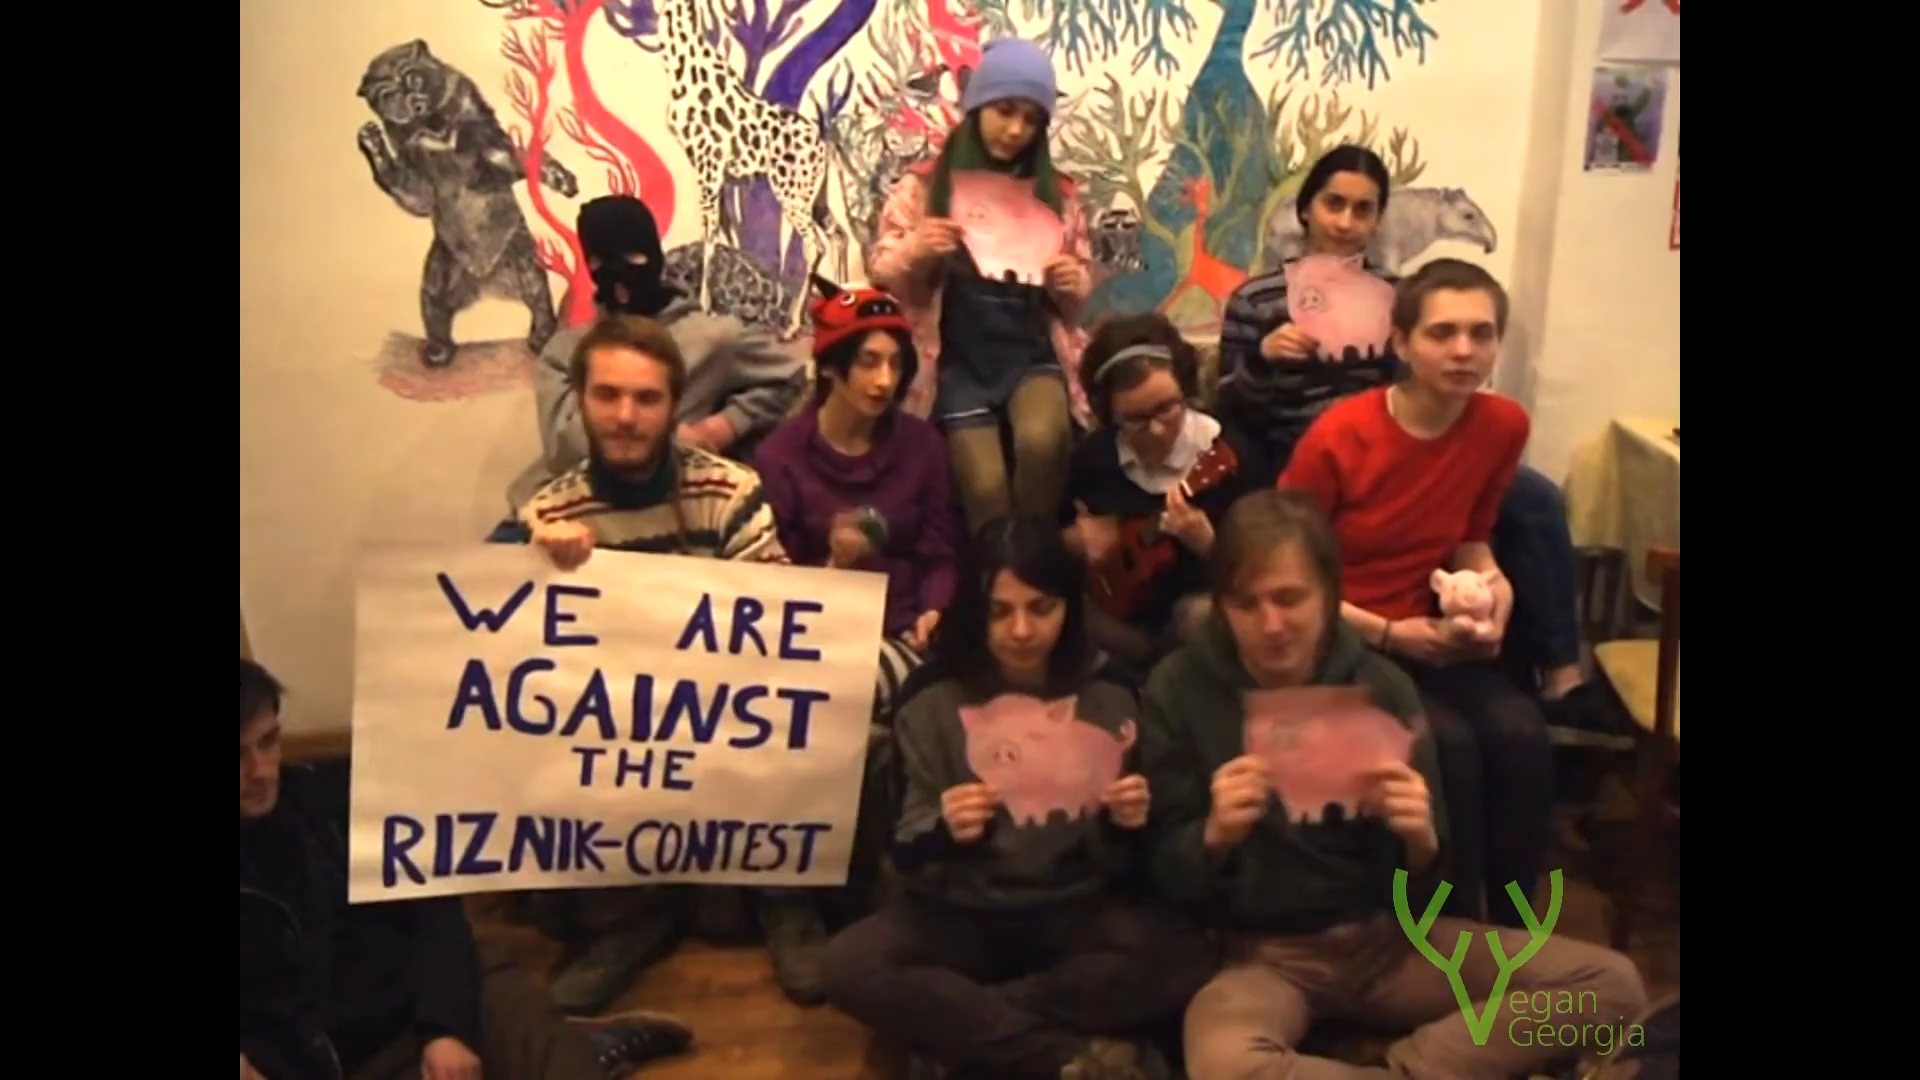 WE ARE
AGAINST
THE
RIZNIK-CONTEST
Vegan
Georgia